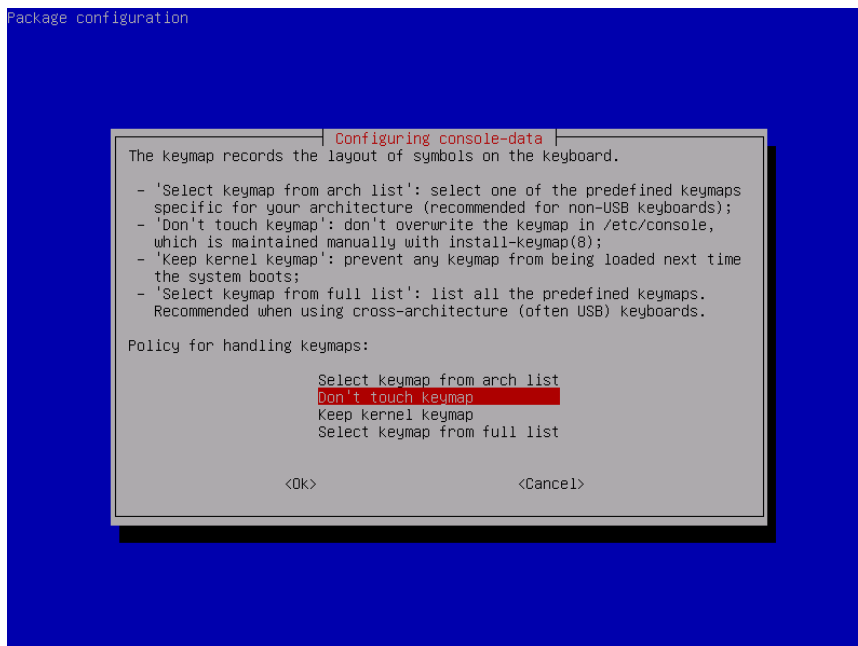 Package configuration
Configuring console-data
The keymap records the layout of symbols on the keyboard.
- 'Select keymap from arch list': select one of the predefined keymaps
specific for your architecture (recommended for non-USB keyboards);
- 'Don't touch keymap': don't overwrite the keymap in /etc/console,
which is maintained manually with install-keymap(8);
- 'Keep kernel keymap': prevent any keymap from being loaded next time
the system boots;
- 'Select keymap from full list': list all the predefined keymaps.
Recommended when using cross-architecture (often USB) keyboards.
Policy for handling keymaps:
Select keymap from arch list
Don't touch keymap
Keep kernel keymap
Select keymap from full list
<Ok> <Cancel>